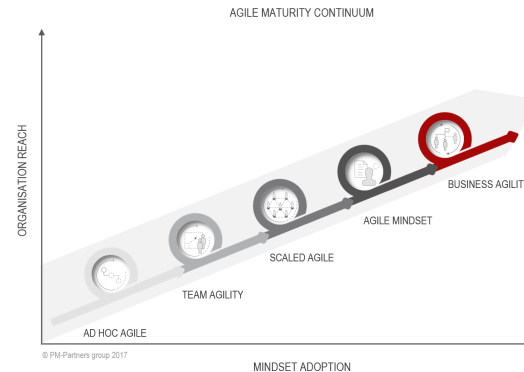 AGILE MATURITY CONTINUUM
ORGANISATION REACH
BUSINESS AGILIT
AGILE MINDSET
SCALED AGILE
TEAM AGILITY
AD HOC AGILE
© PM-Partners group 2017
MINDSET ADOPTION